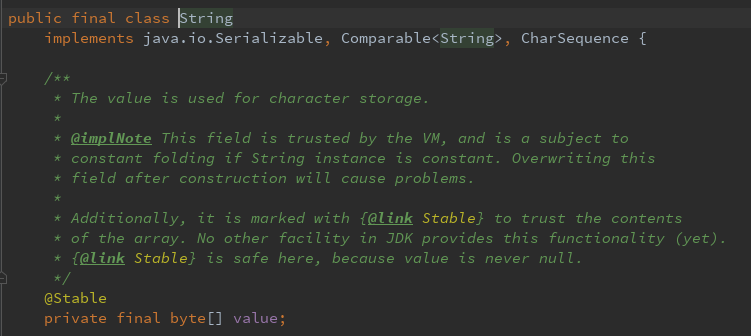 public final class String
    implements java.io.Serializable, Comparable<String>, CharSequence {
    /**
     * The value is used for character storage.
     *
     * @implNote This field is trusted by the VM, and is a subject to
     * constant folding if String instance is constant. Overwriting this
     * field after construction will cause problems.
     *
     * Additionally, it is marked with {@link Stable} to trust the contents
     * of the array. No other facility in JDK provides this functionality (yet).
     * {@link Stable} is safe here, because value is never null.
     */
    @Stable
    private final byte[] value;